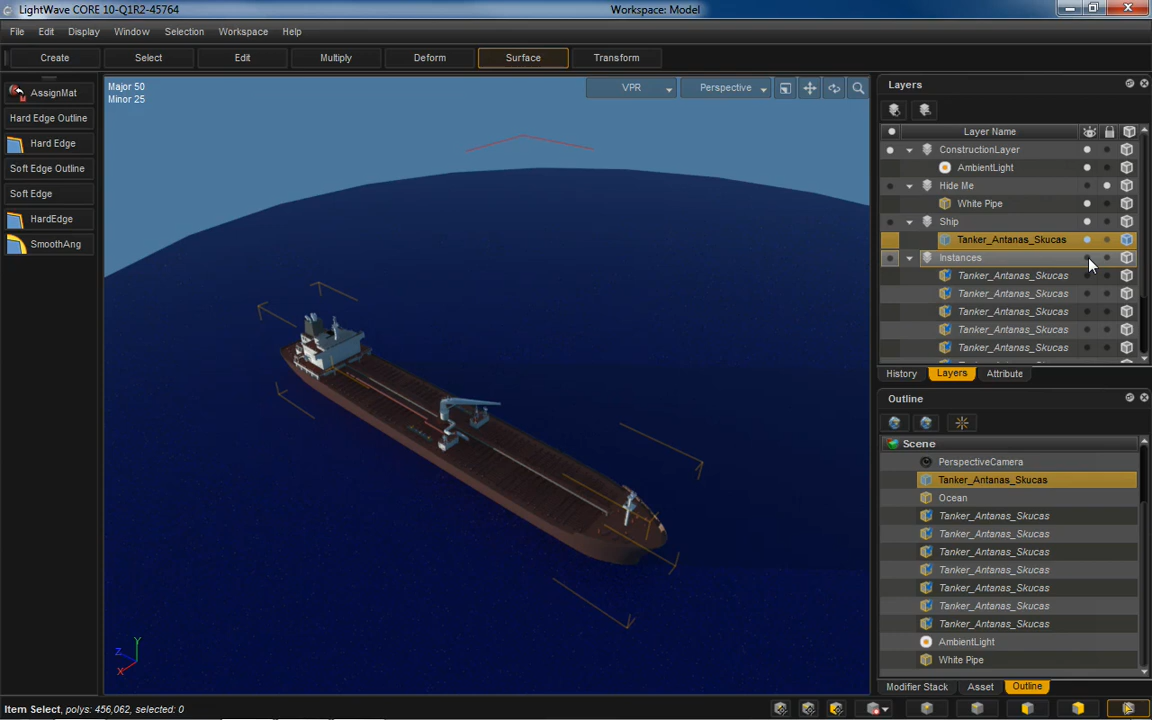 LightWave CORE 10-Q1R2-45764
Workspace: Model
File Edit Display Window Selection Geometry Workspace Help
Create Select Edit Multiply Deform Surface Transform
AssignMat
Hard Edge Outline
Hard Edge
Soft Edge Outline
Soft Edge
HardEdge
SmoothAng
Major 50
Minor 25
VPR
Perspective
Layers
Layer Name
ConstructionLayer
AmbientLight
Hide Me
White Pipe
Ship
Tanker_Antanas_Skucas
Instances
Tanker_Antanas_Skucas
Tanker_Antanas_Skucas
Tanker_Antanas_Skucas
Tanker_Antanas_Skucas
Tanker_Antanas_Skucas
History Layers Attribute
Outline
Scene
PerspectiveCamera
Tanker_Antanas_Skucas
Ocean
Tanker_Antanas_Skucas
Tanker_Antanas_Skucas
Tanker_Antanas_Skucas
Tanker_Antanas_Skucas
Tanker_Antanas_Skucas
Tanker_Antanas_Skucas
Tanker_Antanas_Skucas
AmbientLight
White Pipe
Modifier Stack Asset Outline
Y
Z
X
Item Select, polys: 456,062, selected: 0